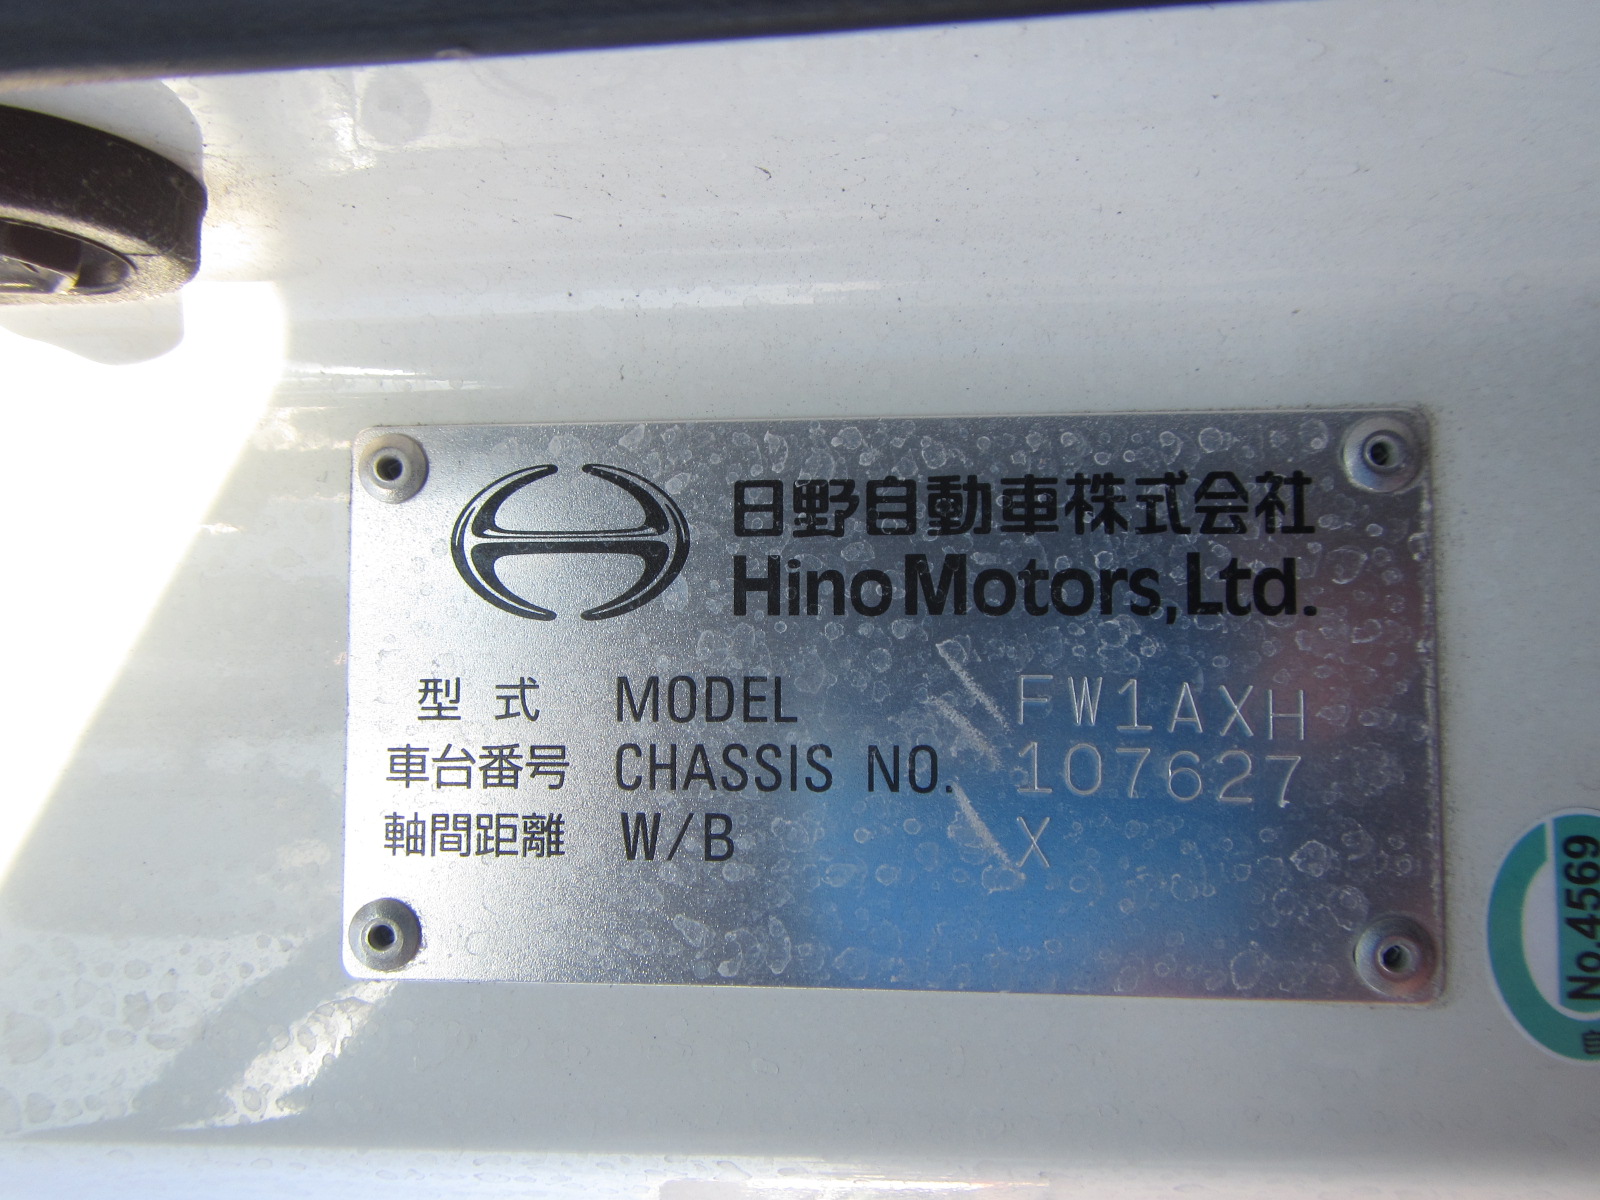 日野自動車株式会社
Hino Motors, Ltd.
型式 MODEL FW1AXH
車台番号 CHASSIS NO. 107627
軸間距離 W/B X
No.4569